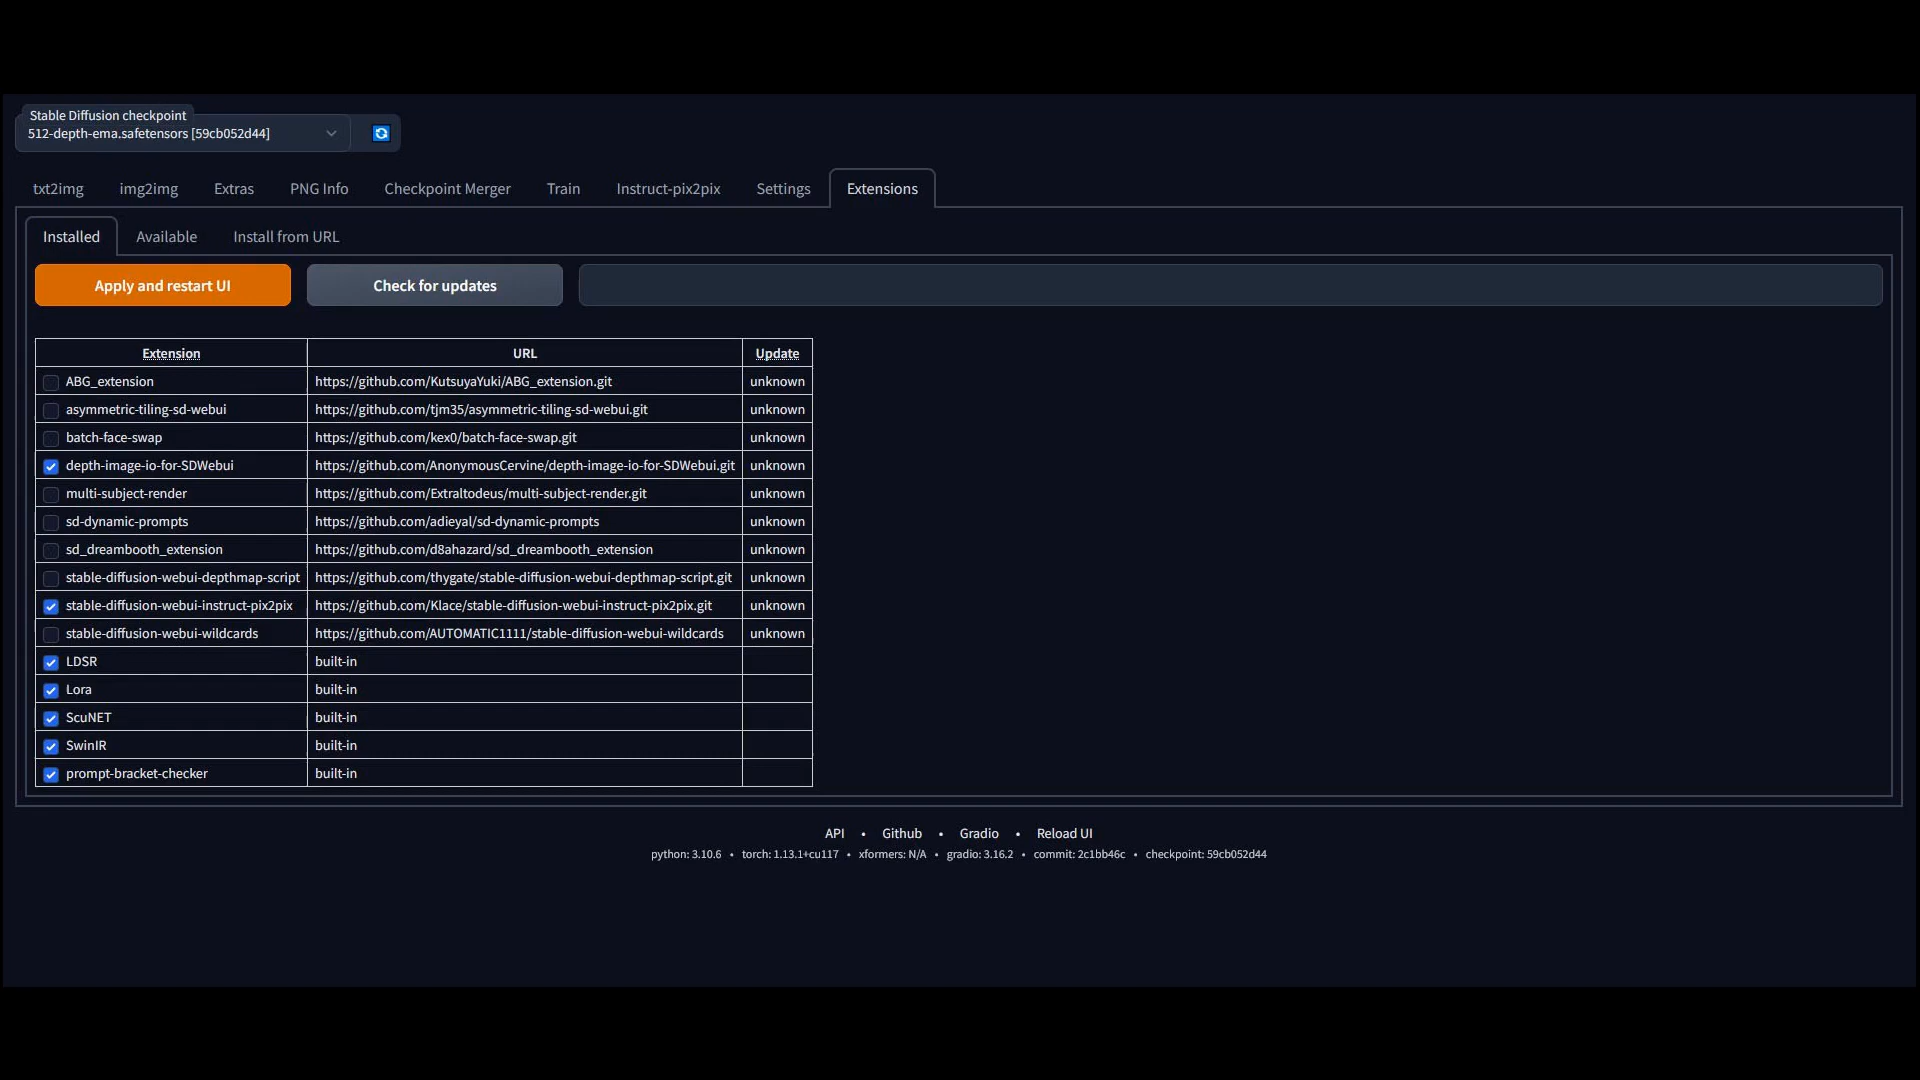 Stable Diffusion checkpoint
512-depth-ema.safetensors [59cb052d44]
txt2img img2img Extras PNG Info Checkpoint Merger Train Instruct-pix2pix Settings Extensions
Installed Available Install from URL
Apply and restart UI Check for updates
Extension URL Update
ABG_extension https://github.com/KutsuyaYuki/ABG_extension.git unknown
asymmetric-tiling-sd-webui https://github.com/tjm35/asymmetric-tiling-sd-webui.git unknown
batch-face-swap https://github.com/kex0/batch-face-swap.git unknown
depth-image-io-for-SDWebui https://github.com/AnonymousCervine/depth-image-io-for-SDWebui.git unknown
multi-subject-render https://github.com/Extraltodeus/multi-subject-render.git unknown
sd-dynamic-prompts https://github.com/adieyal/sd-dynamic-prompts unknown
sd_dreambooth_extension https://github.com/d8ahazard/sd_dreambooth_extension unknown
stable-diffusion-webui-depthmap-script https://github.com/thygate/stable-diffusion-webui-depthmap-script.git unknown
stable-diffusion-webui-instruct-pix2pix https://github.com/Klace/stable-diffusion-webui-instruct-pix2pix.git unknown
stable-diffusion-webui-wildcards https://github.com/AUTOMATIC1111/stable-diffusion-webui-wildcards unknown
LDSR built-in
Lora built-in
ScuNET built-in
SwinIR built-in
prompt-bracket-checker built-in
API • Github • Gradio • Reload UI
python: 3.10.6 • torch: 1.13.1+cu117 • xformers: N/A • gradio: 3.16.2 • commit: 2c1bb46c • checkpoint: 59cb052d44